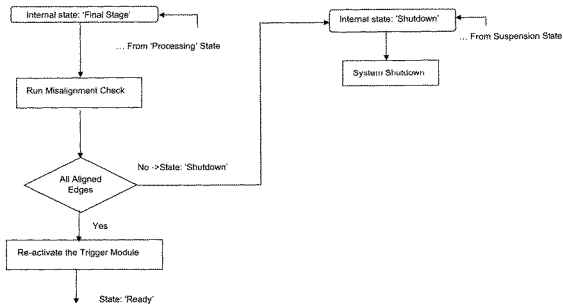 Internal state: 'Final Stage'
... From 'Processing' State
Run Misalignment Check
All Aligned
Edges
No ->State: 'Shutdown'
Yes
Re-activate the Trigger Module
State: 'Ready'
Internal state: 'Shutdown'
... From Suspension State
System Shutdown